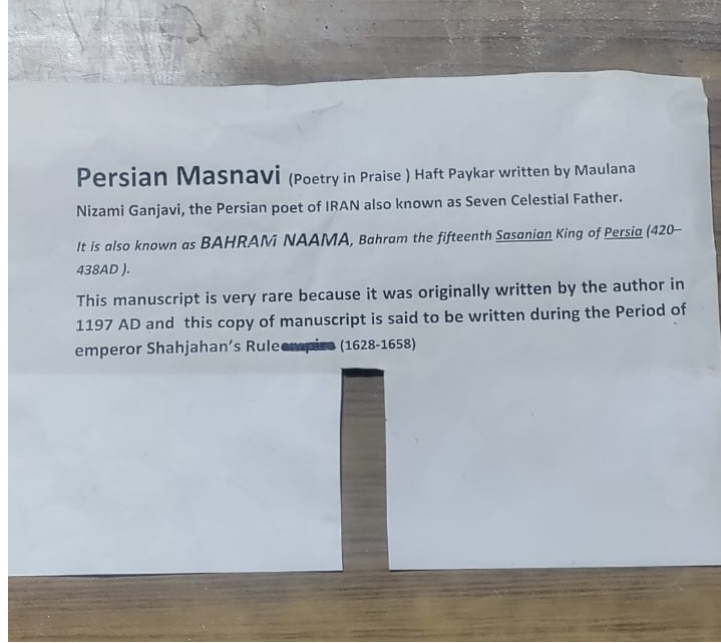 Persian Masnavi (Poetry in Praise ) Haft Paykar written by Maulana
Nizami Ganjavi, the Persian poet of IRAN also known as Seven Celestial Father.
It is also known as BAHRAM NAAMA, Bahram the fifteenth Sasanian King of Persia (420–
438AD ).
This manuscript is very rare because it was originally written by the author in
1197 AD and this copy of manuscript is said to be written during the Period of
emperor Shahjahan's Rule empire (1628-1658)